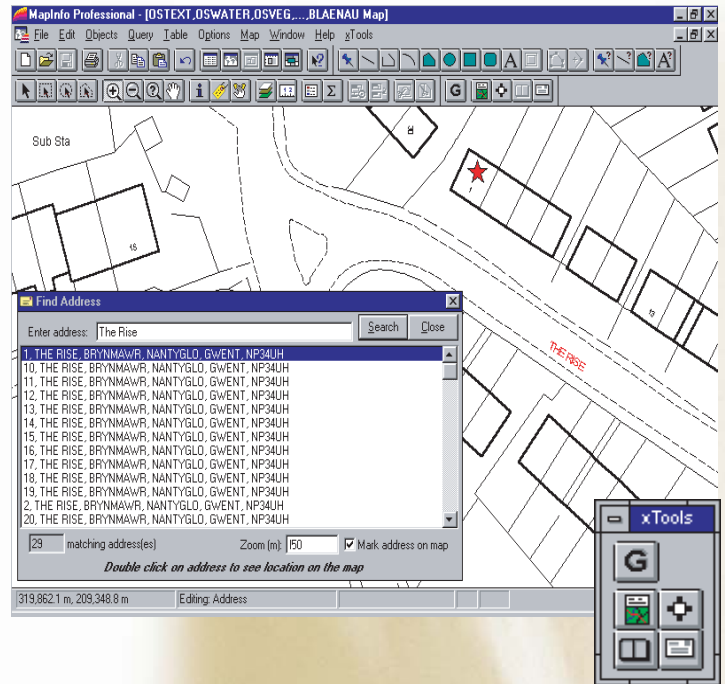 MapInfo Professional - [OSTEXT,OSWATER,OSVEG,...,BLAENAU Map]
File Edit Objects Query Table Options Map Window Help xTools
A A
i Σ G
Sub Sta
1
16
13
THE RISE
Find Address
Enter address: The Rise Search Close
1, THE RISE, BRYNMAWR, NANTYGLO, GWENT, NP34UH
10, THE RISE, BRYNMAWR, NANTYGLO, GWENT, NP34UH
11, THE RISE, BRYNMAWR, NANTYGLO, GWENT, NP34UH
12, THE RISE, BRYNMAWR, NANTYGLO, GWENT, NP34UH
13, THE RISE, BRYNMAWR, NANTYGLO, GWENT, NP34UH
14, THE RISE, BRYNMAWR, NANTYGLO, GWENT, NP34UH
15, THE RISE, BRYNMAWR, NANTYGLO, GWENT, NP34UH
16, THE RISE, BRYNMAWR, NANTYGLO, GWENT, NP34UH
17, THE RISE, BRYNMAWR, NANTYGLO, GWENT, NP34UH
18, THE RISE, BRYNMAWR, NANTYGLO, GWENT, NP34UH
19, THE RISE, BRYNMAWR, NANTYGLO, GWENT, NP34UH
2, THE RISE, BRYNMAWR, NANTYGLO, GWENT, NP34UH
20, THE RISE, BRYNMAWR, NANTYGLO, GWENT, NP34UH
29 matching address(es) Zoom (m): 150 Mark address on map
Double click on address to see location on the map
319,862.1 m, 209,348.8 m Editing: Address
xTools
G